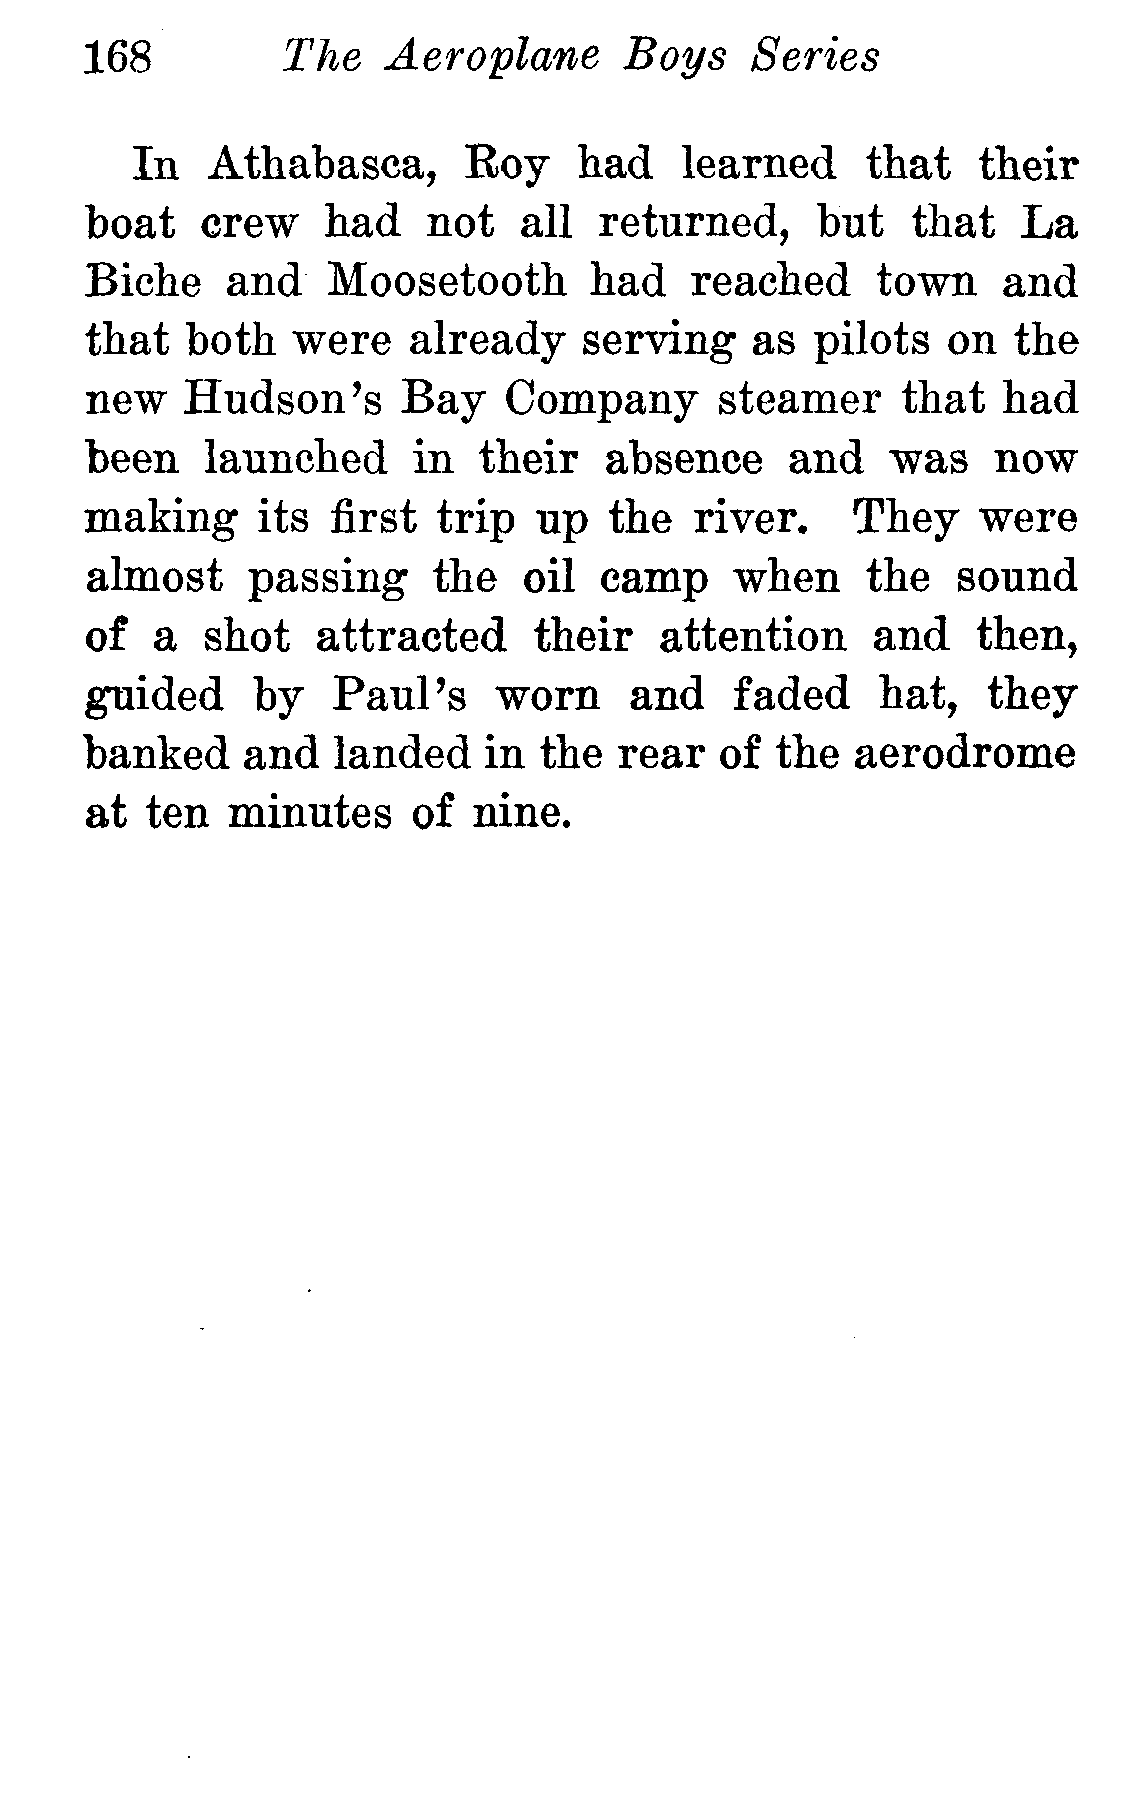 168 The Aeroplane Boys Series
In Athabasca, Roy had learned that their
boat crew had not all returned, but that La
Biche and Moosetooth had reached town and
that both were already serving as pilots on the
new Hudson's Bay Company steamer that had
been launched in their absence and was now
making its first trip up the river. They were
almost passing the oil camp when the sound
of a shot attracted their attention and then,
guided by Paul's worn and faded hat, they
banked and landed in the rear of the aerodrome
at ten minutes of nine.